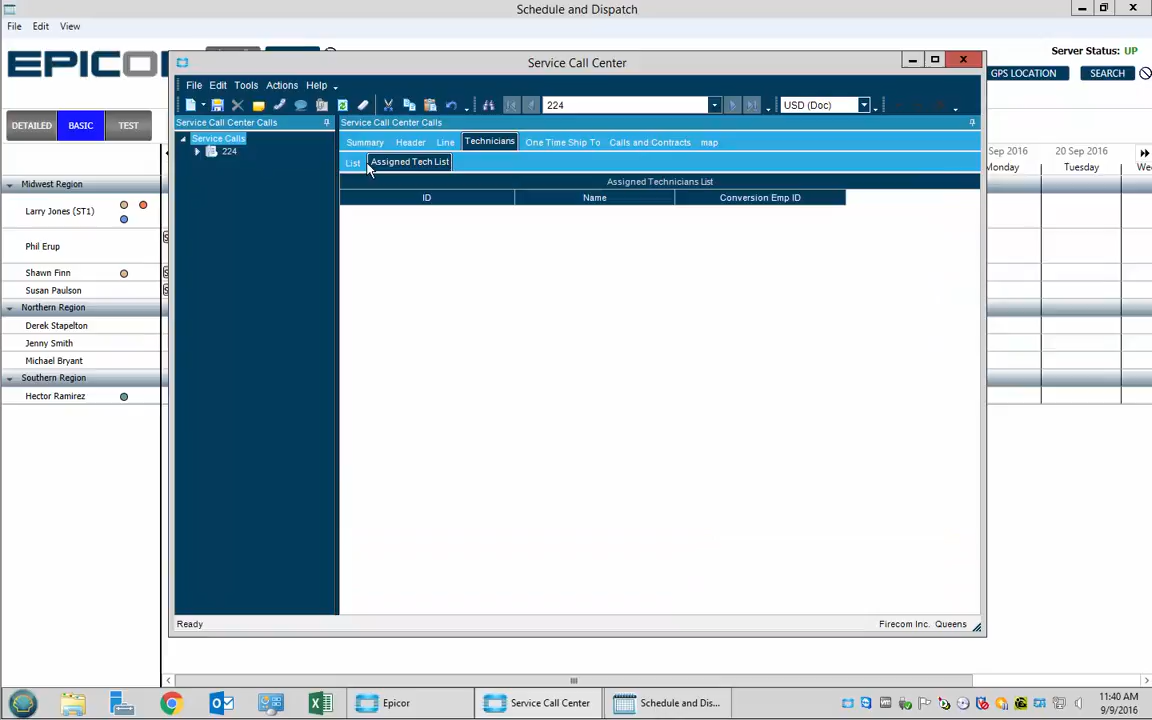 Schedule and Dispatch
File Edit View
EPICO
Server Status: UP
GPS LOCATION
SEARCH
DETAILED
BASIC
TEST
Sep 2016
20 Sep 2016
Monday
Tuesday
We
Midwest Region
Larry Jones (ST1)
Phil Erup
Shawn Finn
Susan Paulson
Northern Region
Derek Stapelton
Jenny Smith
Michael Bryant
Southern Region
Hector Ramirez
Service Call Center
File Edit Tools Actions Help
224
USD (Doc)
Service Call Center Calls
Service Calls
224
Service Call Center Calls
Summary Header Line Technicians One Time Ship To Calls and Contracts map
List Assigned Tech List
Assigned Technicians List
ID Name Conversion Emp ID
Ready
Firecom Inc. Queens
Epicor
Service Call Center
Schedule and Dis...
11:40 AM
9/9/2016